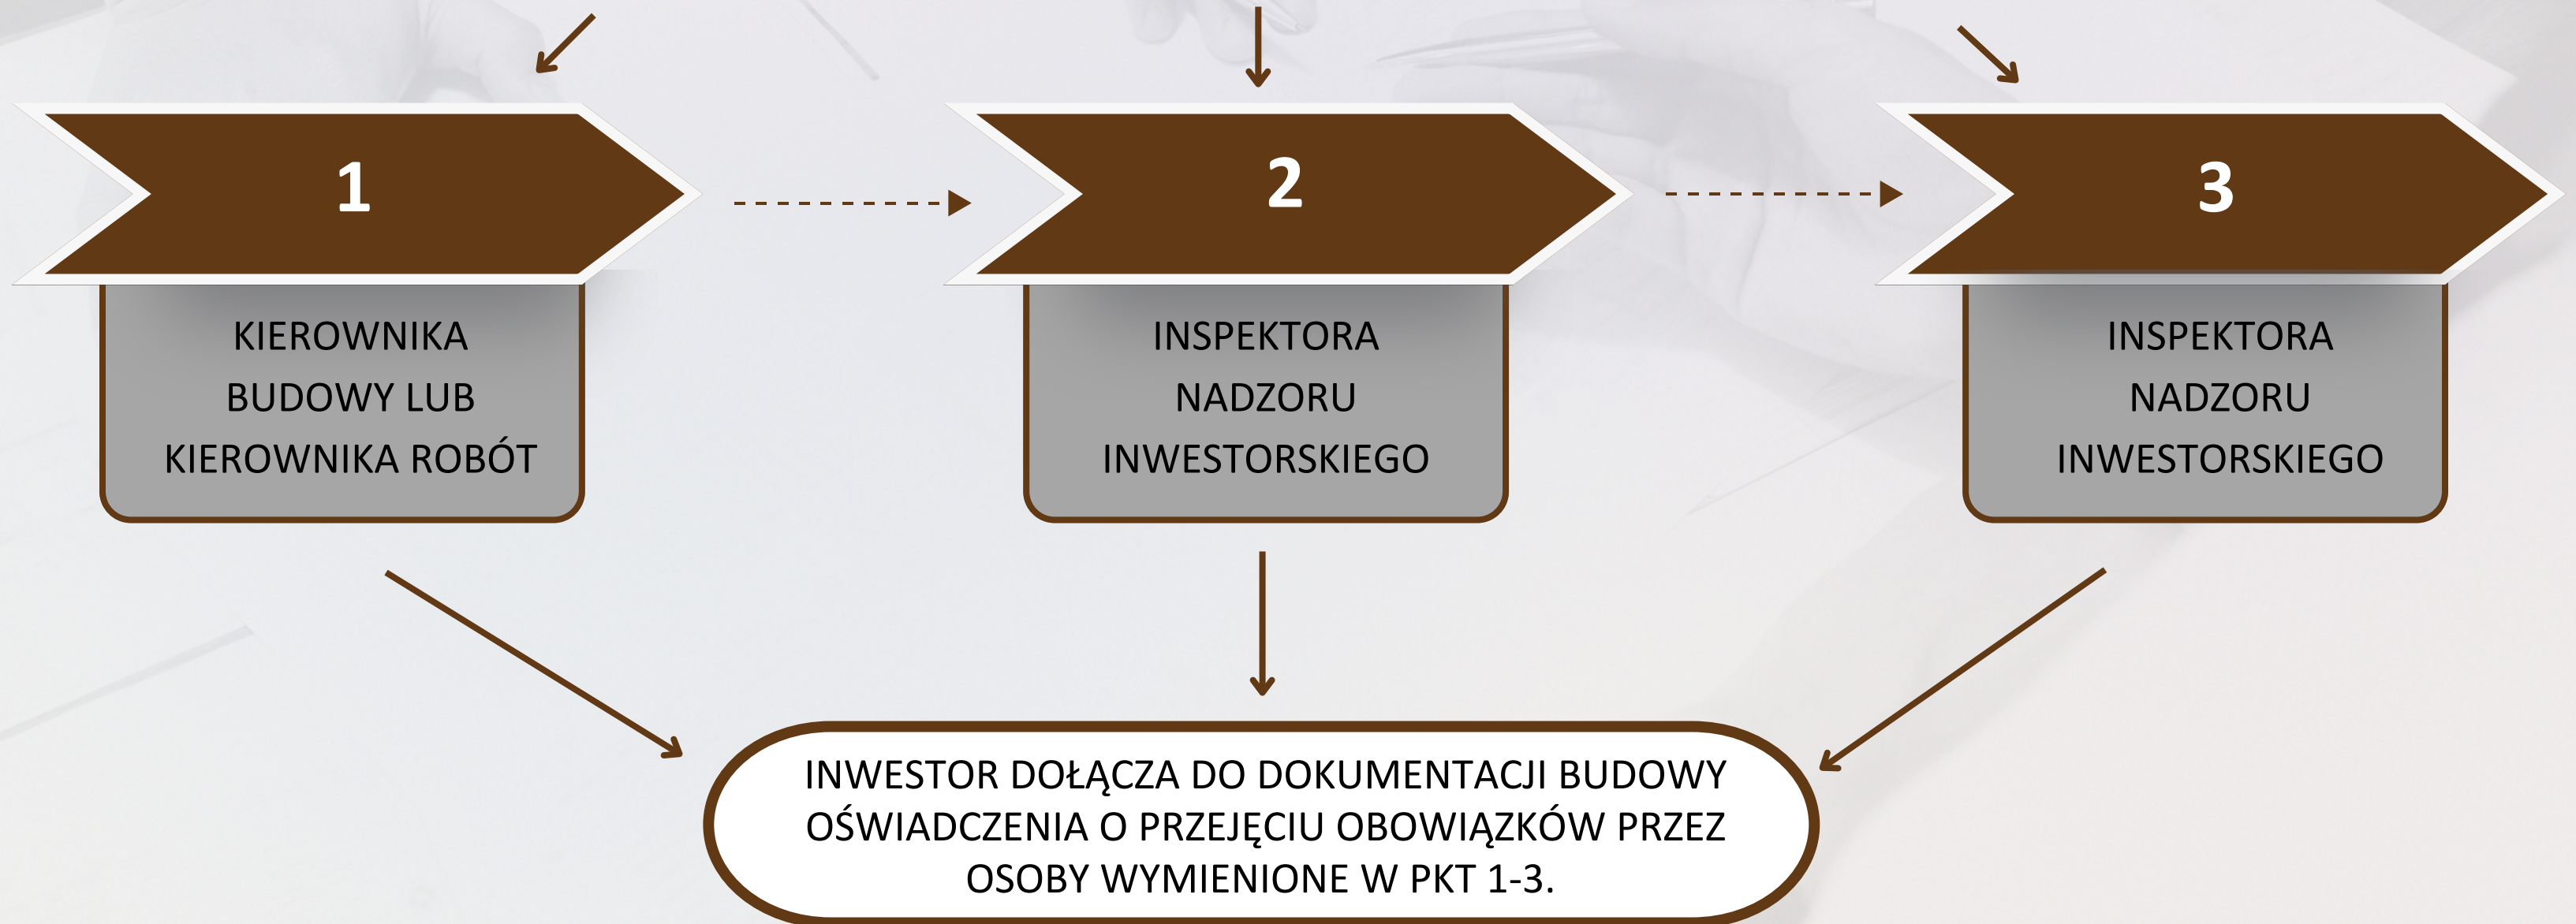 1
KIEROWNIKA
BUDOWY LUB
KIEROWNIKA ROBÓT
2
INSPEKTORA
NADZORU
INWESTORSKIEGO
3
INSPEKTORA
NADZORU
INWESTORSKIEGO
INWESTOR DOŁĄCZA DO DOKUMENTACJI BUDOWY
OŚWIADCZENIA O PRZEJĘCIU OBOWIĄZKÓW PRZEZ
OSOBY WYMIENIONE W PKT 1-3.